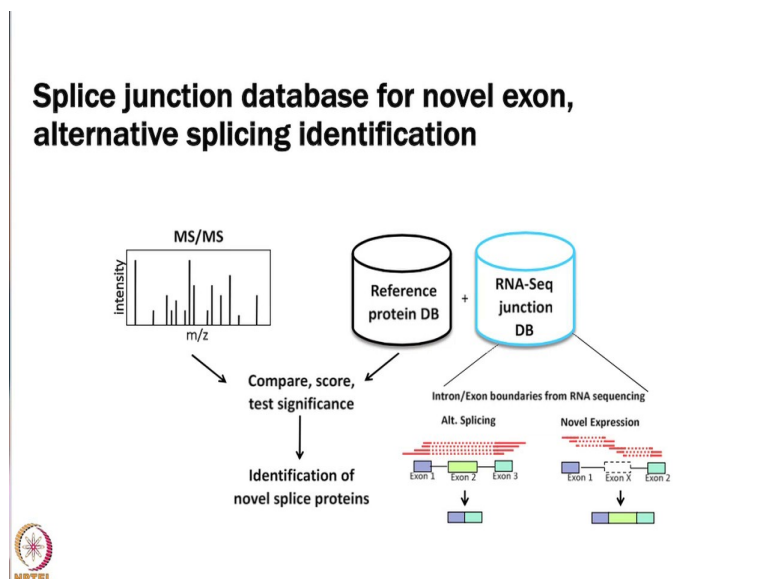 Splice junction database for novel exon,
alternative splicing identification
MS/MS
intensity
m/z
Reference
protein DB
+
RNA-Seq
junction
DB
Compare, score,
test significance
Identification of
novel splice proteins
Intron/Exon boundaries from RNA sequencing
Alt. Splicing
Exon 1
Exon 2
Exon 3
Novel Expression
Exon 1
Exon X
Exon 2
NPTEL